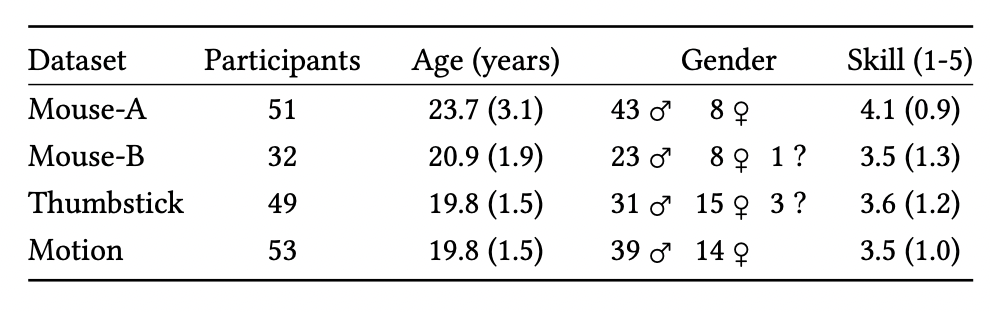 Dataset Participants Age (years) Gender Skill (1-5)
Mouse-A 51 23.7 (3.1) 43 ♂ 8 ♀ 4.1 (0.9)
Mouse-B 32 20.9 (1.9) 23 ♂ 8 ♀ 1 ? 3.5 (1.3)
Thumbstick 49 19.8 (1.5) 31 ♂ 15 ♀ 3 ? 3.6 (1.2)
Motion 53 19.8 (1.5) 39 ♂ 14 ♀ 3.5 (1.0)